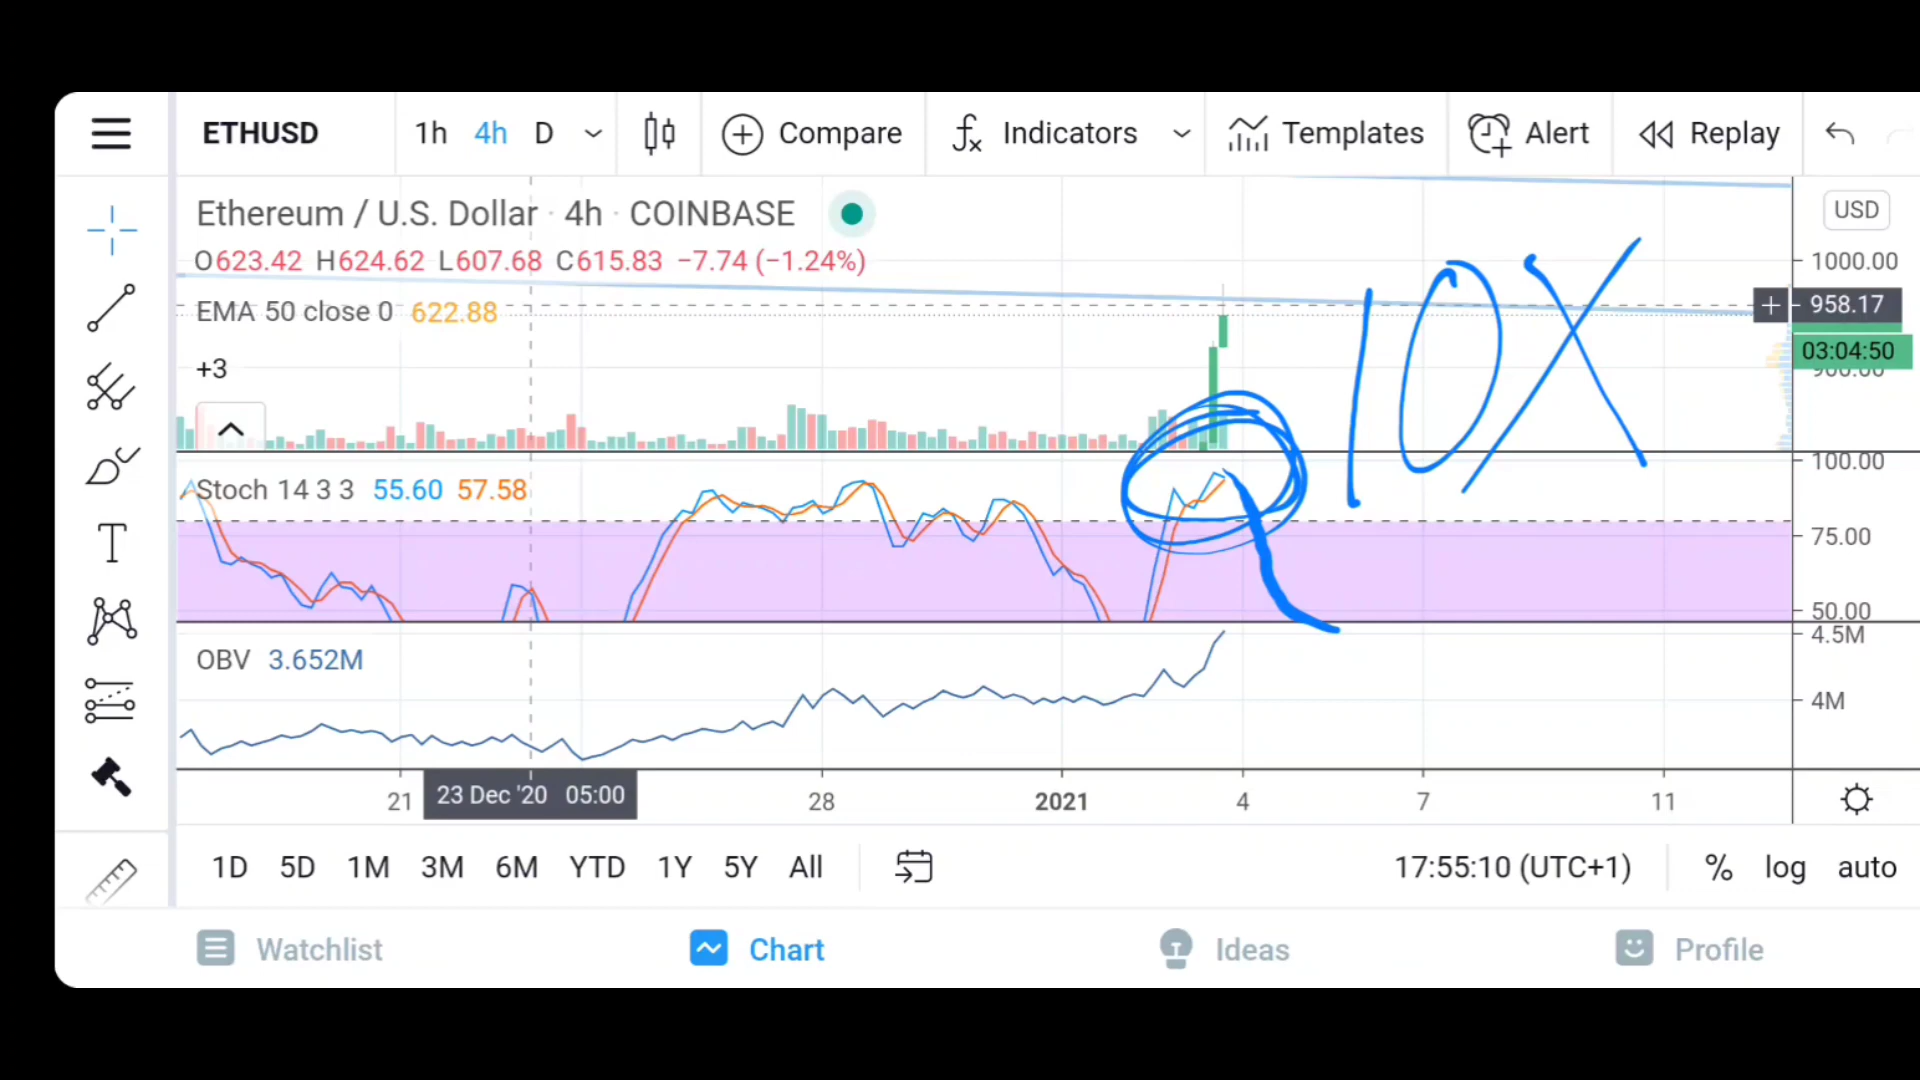 ETHUSD 1h 4h D Compare Indicators Templates Alert Replay
Ethereum / U.S. Dollar · 4h · COINBASE USD
O623.42 H624.62 L607.68 C615.83 −7.74 (−1.24%) 1000.00
EMA 50 close 0 622.88 958.17
10X
03:04:50
+3 900.00
100.00
Stoch 14 3 3 55.60 57.58
75.00
50.00
4.5M
OBV 3.652M
4M
21 23 Dec '20 05:00 28 2021 4 7 11
1D 5D 1M 3M 6M YTD 1Y 5Y All 17:55:10 (UTC+1) % log auto
Watchlist Chart Ideas Profile